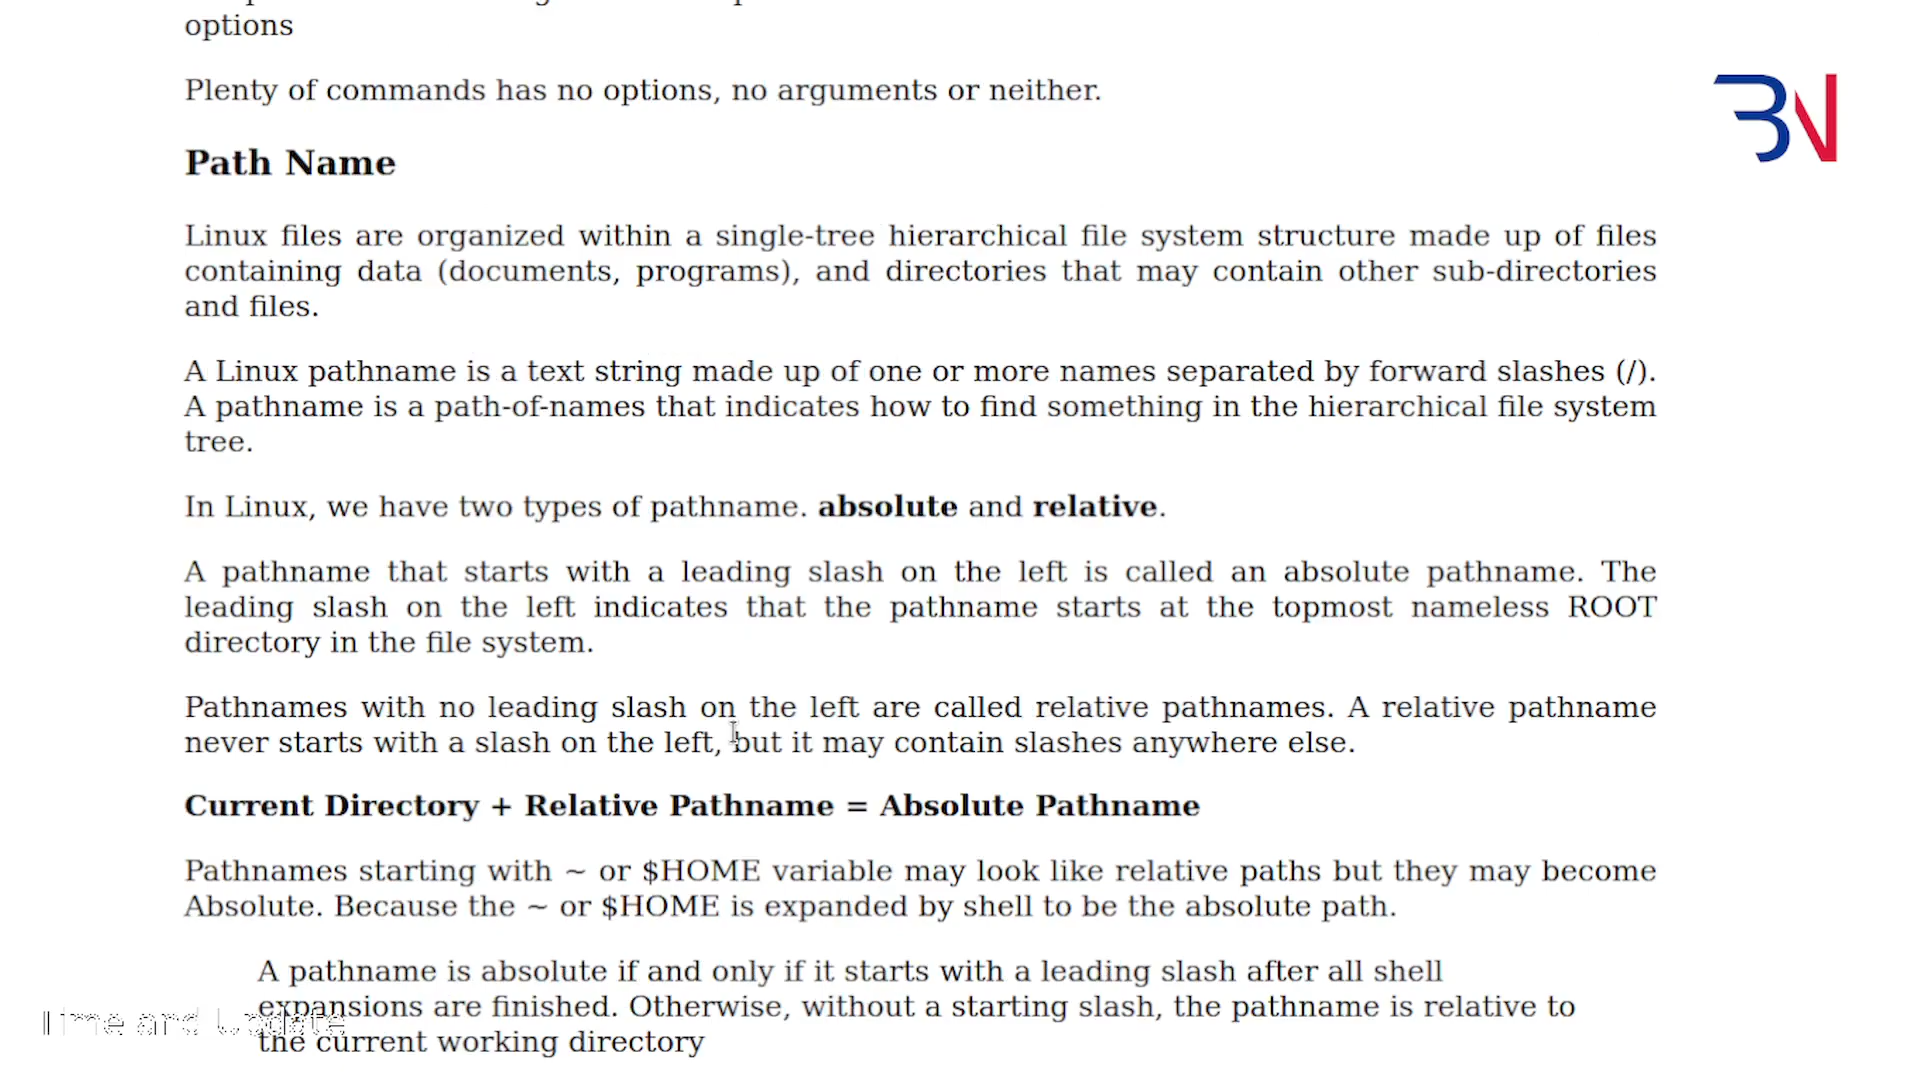 options
Plenty of commands has no options, no arguments or neither.
BN
Path Name
Linux files are organized within a single-tree hierarchical file system structure made up of files
containing data (documents, programs), and directories that may contain other sub-directories
and files.
A Linux pathname is a text string made up of one or more names separated by forward slashes (/).
A pathname is a path-of-names that indicates how to find something in the hierarchical file system
tree.
In Linux, we have two types of pathname. absolute and relative.
A pathname that starts with a leading slash on the left is called an absolute pathname. The
leading slash on the left indicates that the pathname starts at the topmost nameless ROOT
directory in the file system.
Pathnames with no leading slash on the left are called relative pathnames. A relative pathname
never starts with a slash on the left, but it may contain slashes anywhere else.
Current Directory + Relative Pathname = Absolute Pathname
Pathnames starting with ~ or $HOME variable may look like relative paths but they may become
Absolute. Because the ~ or $HOME is expanded by shell to be the absolute path.
A pathname is absolute if and only if it starts with a leading slash after all shell
expansions are finished. Otherwise, without a starting slash, the pathname is relative to
the current working directory
Time and Update